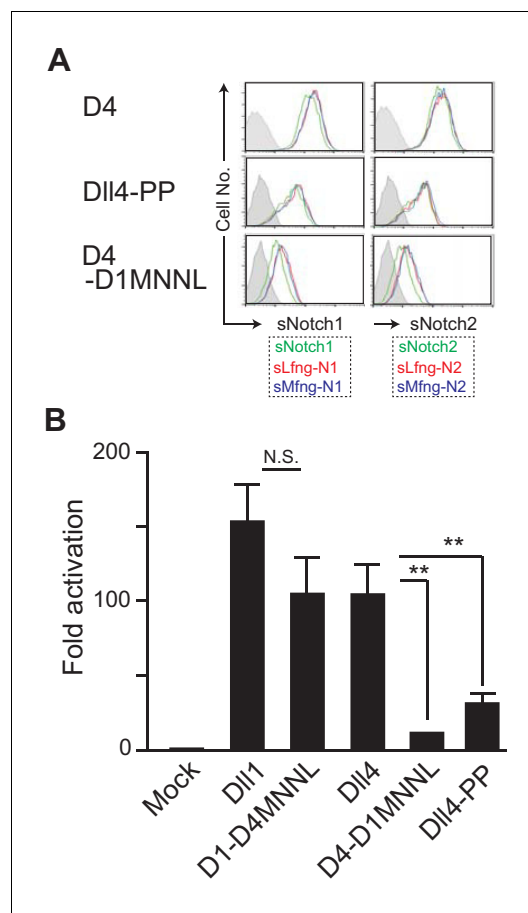 A
D4
Dll4-PP
D4
-D1MNNL
Cell No.
sNotch1
sNotch2
sNotch1
sLfng-N1
sMfng-N1
sNotch2
sLfng-N2
sMfng-N2
B
Fold activation
200
100
0
N.S.
**
**
Mock
Dll1
D1-D4MNNL
Dll4
D4-D1MNNL
Dll4-PP